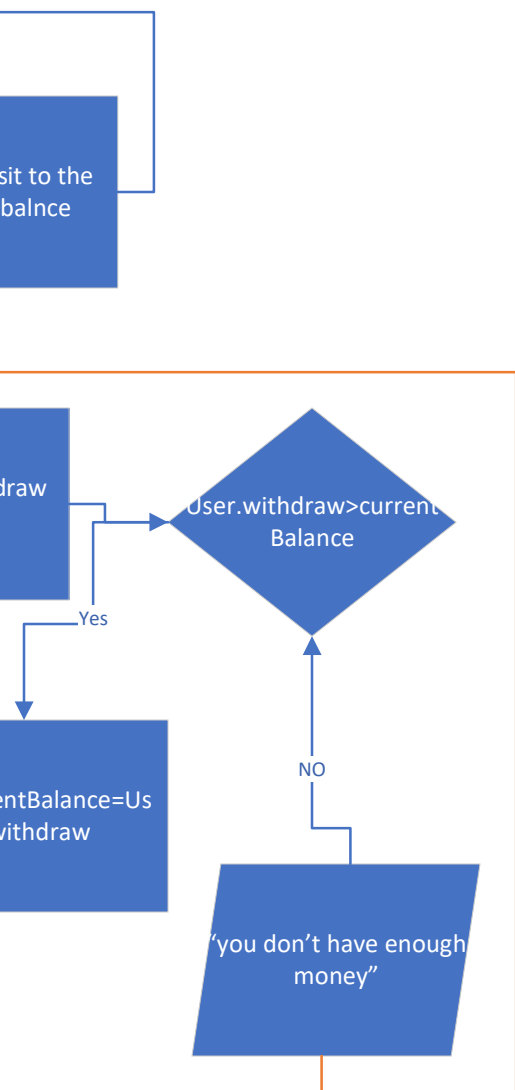 sit to the
balnce
draw
User.withdraw>current
Balance
Yes
entBalance=Us
withdraw
NO
“you don’t have enough
money”